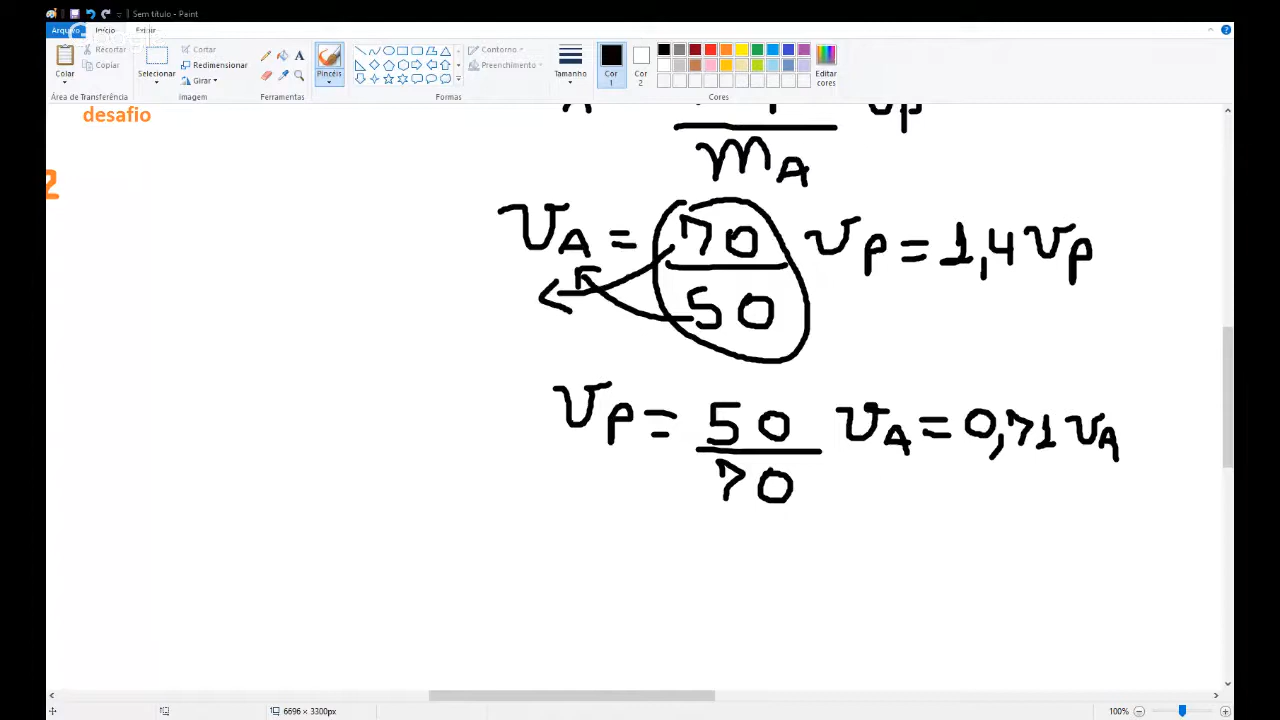 Sem título - Paint
Arquivo Início Exibir
Colar
Recortar
Copiar
Área de Transferência
Selecionar
Cortar
Redimensionar
Girar
Imagem
A
Ferramentas
Pincéis
Contorno
Preenchimento
Formas
Tamanho
Cor 1
Cor 2
Editar cores
Cores
desafio
2
m_A
v_A = 70/50 v_P = 1,4 v_P
v_P = 50/70 v_A = 0,71 v_A
6696 × 3300px
100%